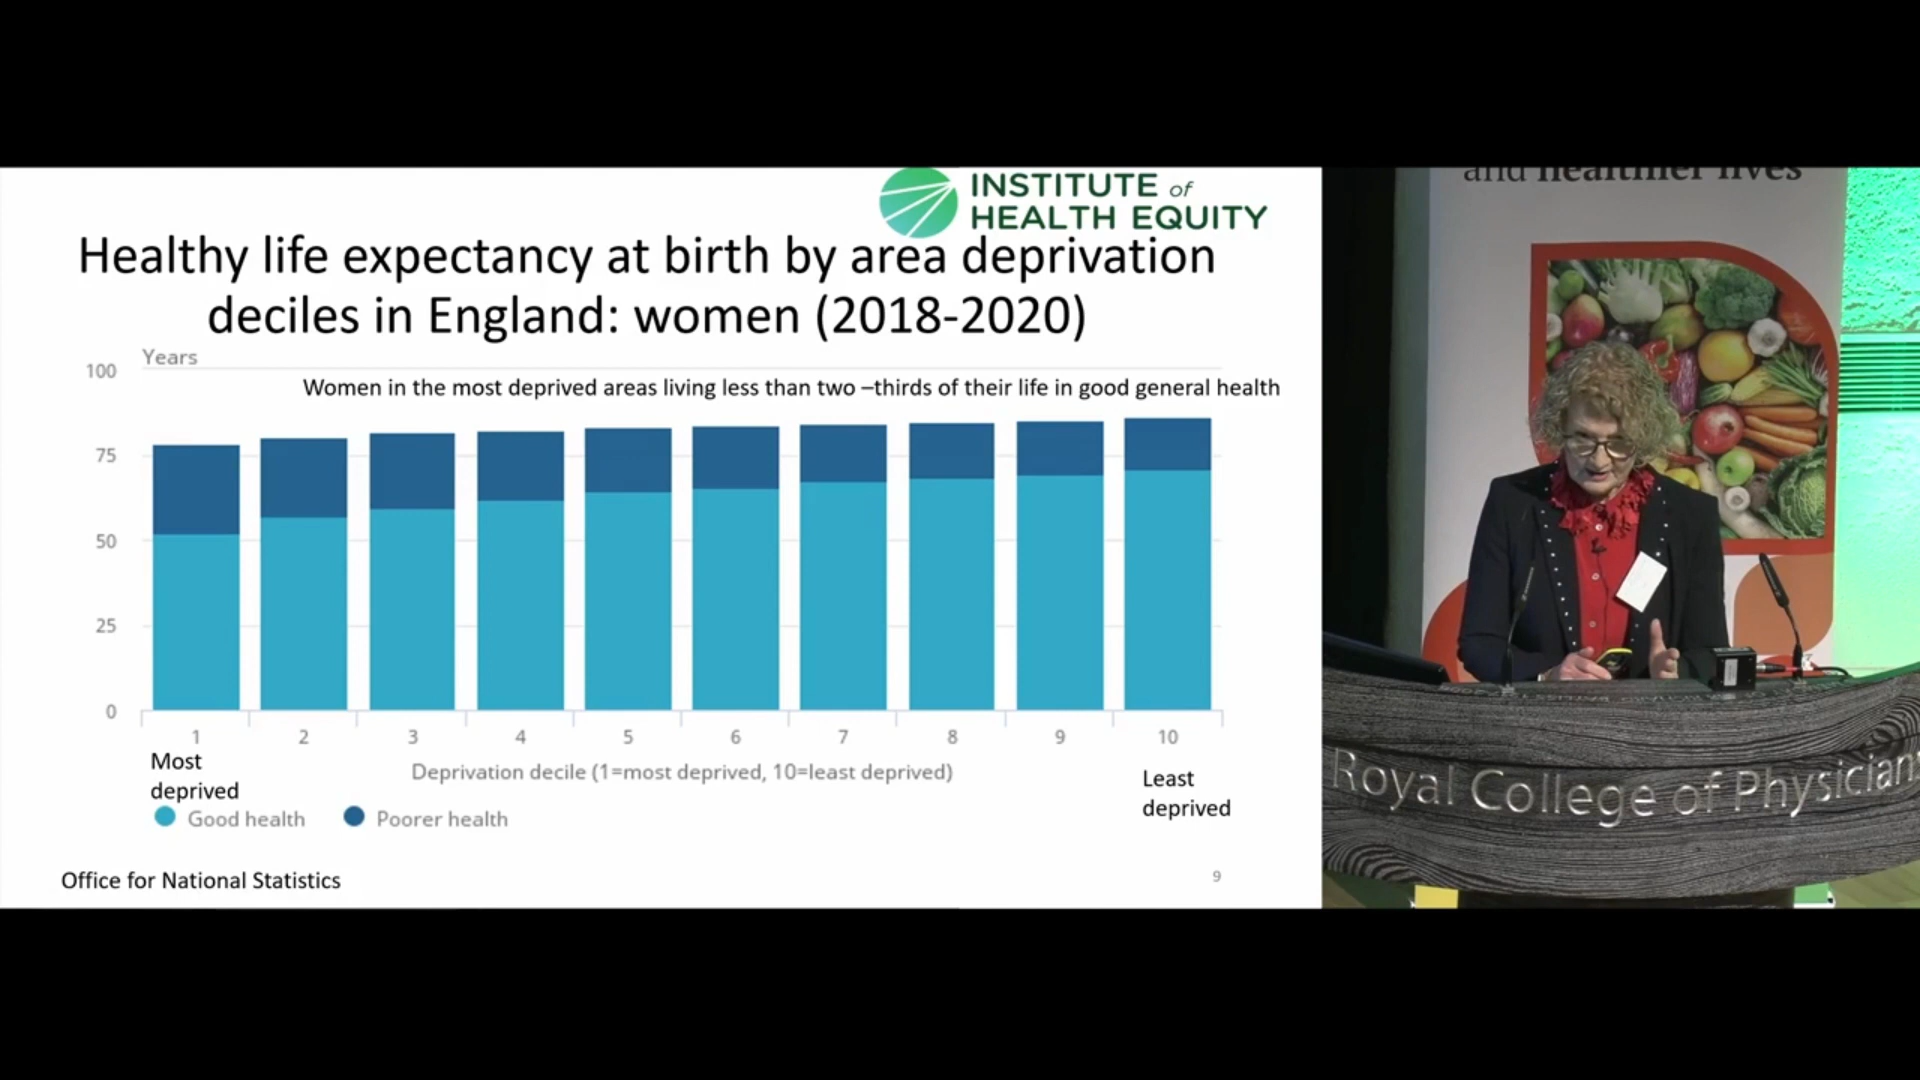 INSTITUTE of
HEALTH EQUITY
Healthy life expectancy at birth by area deprivation
deciles in England: women (2018-2020)
Years
Women in the most deprived areas living less than two –thirds of their life in good general health
100
75
50
25
0
1 2 3 4 5 6 7 8 9 10
Most
deprived
Deprivation decile (1=most deprived, 10=least deprived)
Least
deprived
Good health Poorer health
Office for National Statistics
9
and healthier lives
Royal College of Physician